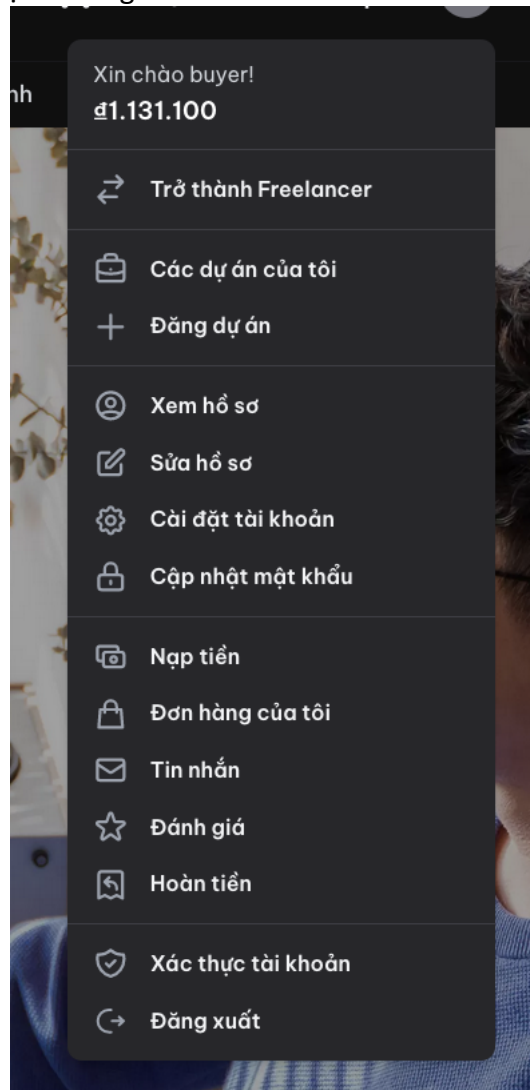 nh
Xin chào buyer!
₫1.131.100
Trở thành Freelancer
Các dự án của tôi
Đăng dự án
Xem hồ sơ
Sửa hồ sơ
Cài đặt tài khoản
Cập nhật mật khẩu
Nạp tiền
Đơn hàng của tôi
Tin nhắn
Đánh giá
Hoàn tiền
Xác thực tài khoản
Đăng xuất